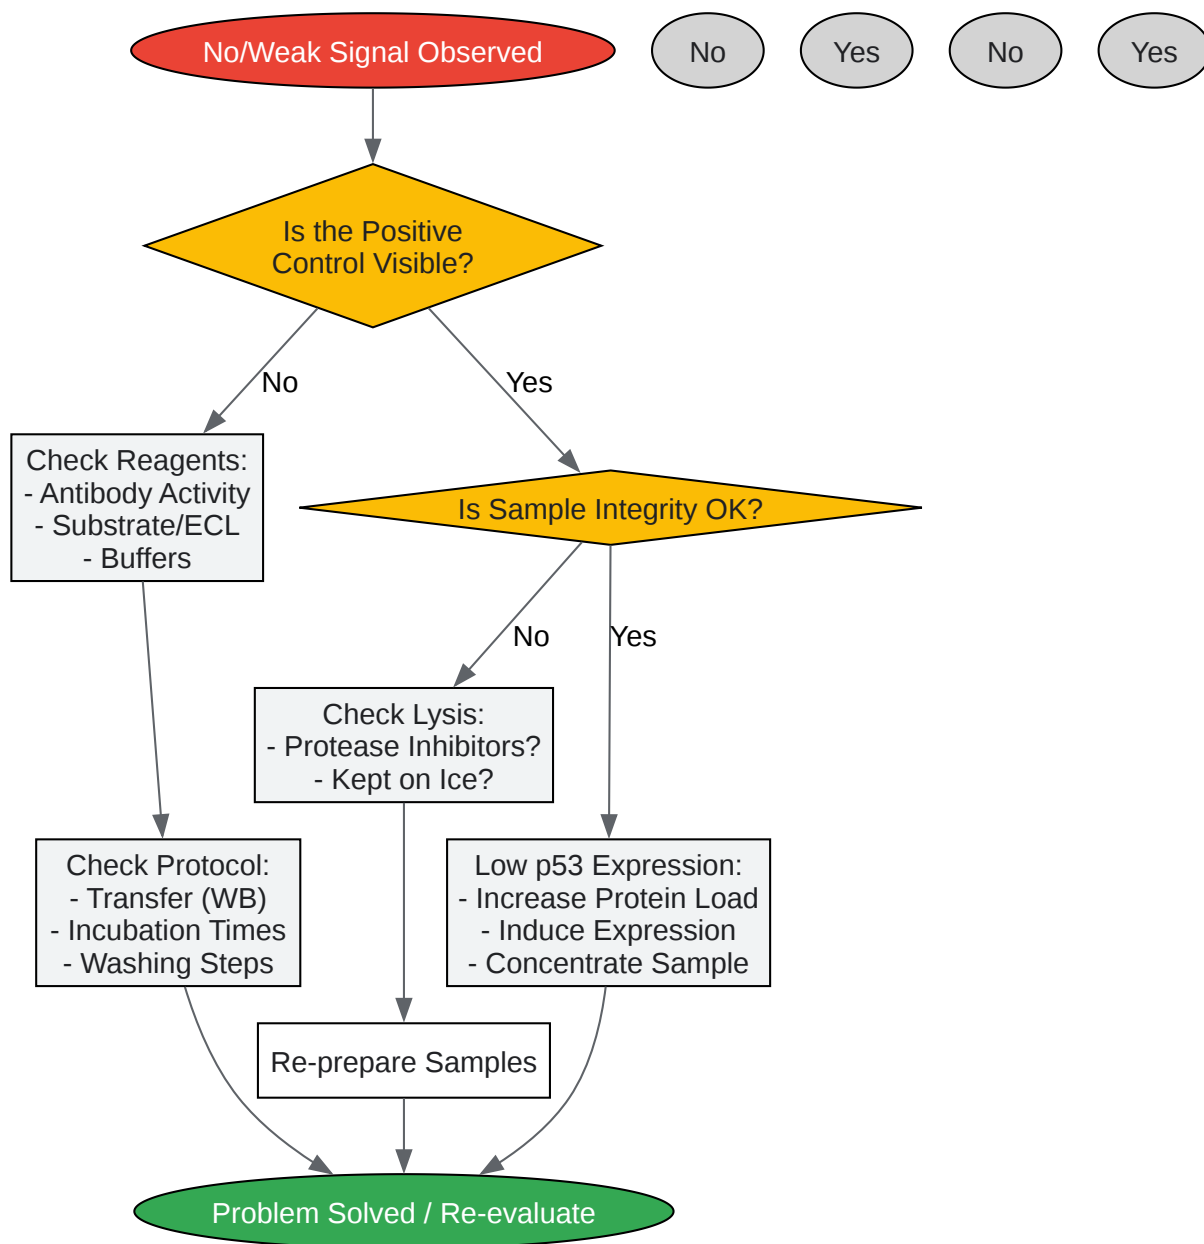 No/Weak Signal Observed
No
Yes
No
Yes
Is the Positive
Control Visible?
No
Yes
Check Reagents:
- Antibody Activity
- Substrate/ECL
- Buffers
Is Sample Integrity OK?
No
Yes
Check Lysis:
- Protease Inhibitors?
- Kept on Ice?
Check Protocol:
- Transfer (WB)
- Incubation Times
- Washing Steps
Low p53 Expression:
- Increase Protein Load
- Induce Expression
- Concentrate Sample
Re-prepare Samples
Problem Solved / Re-evaluate